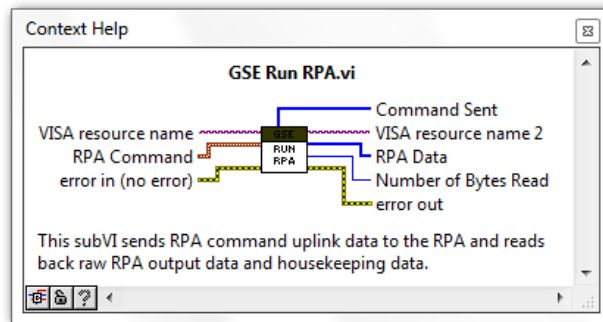 Context Help
GSE Run RPA.vi
Command Sent
VISA resource name
GSE
VISA resource name 2
RPA Command
RUN
RPA Data
RPA
error in (no error)
Number of Bytes Read
error out
This subVI sends RPA command uplink data to the RPA and reads
back raw RPA output data and housekeeping data.
?